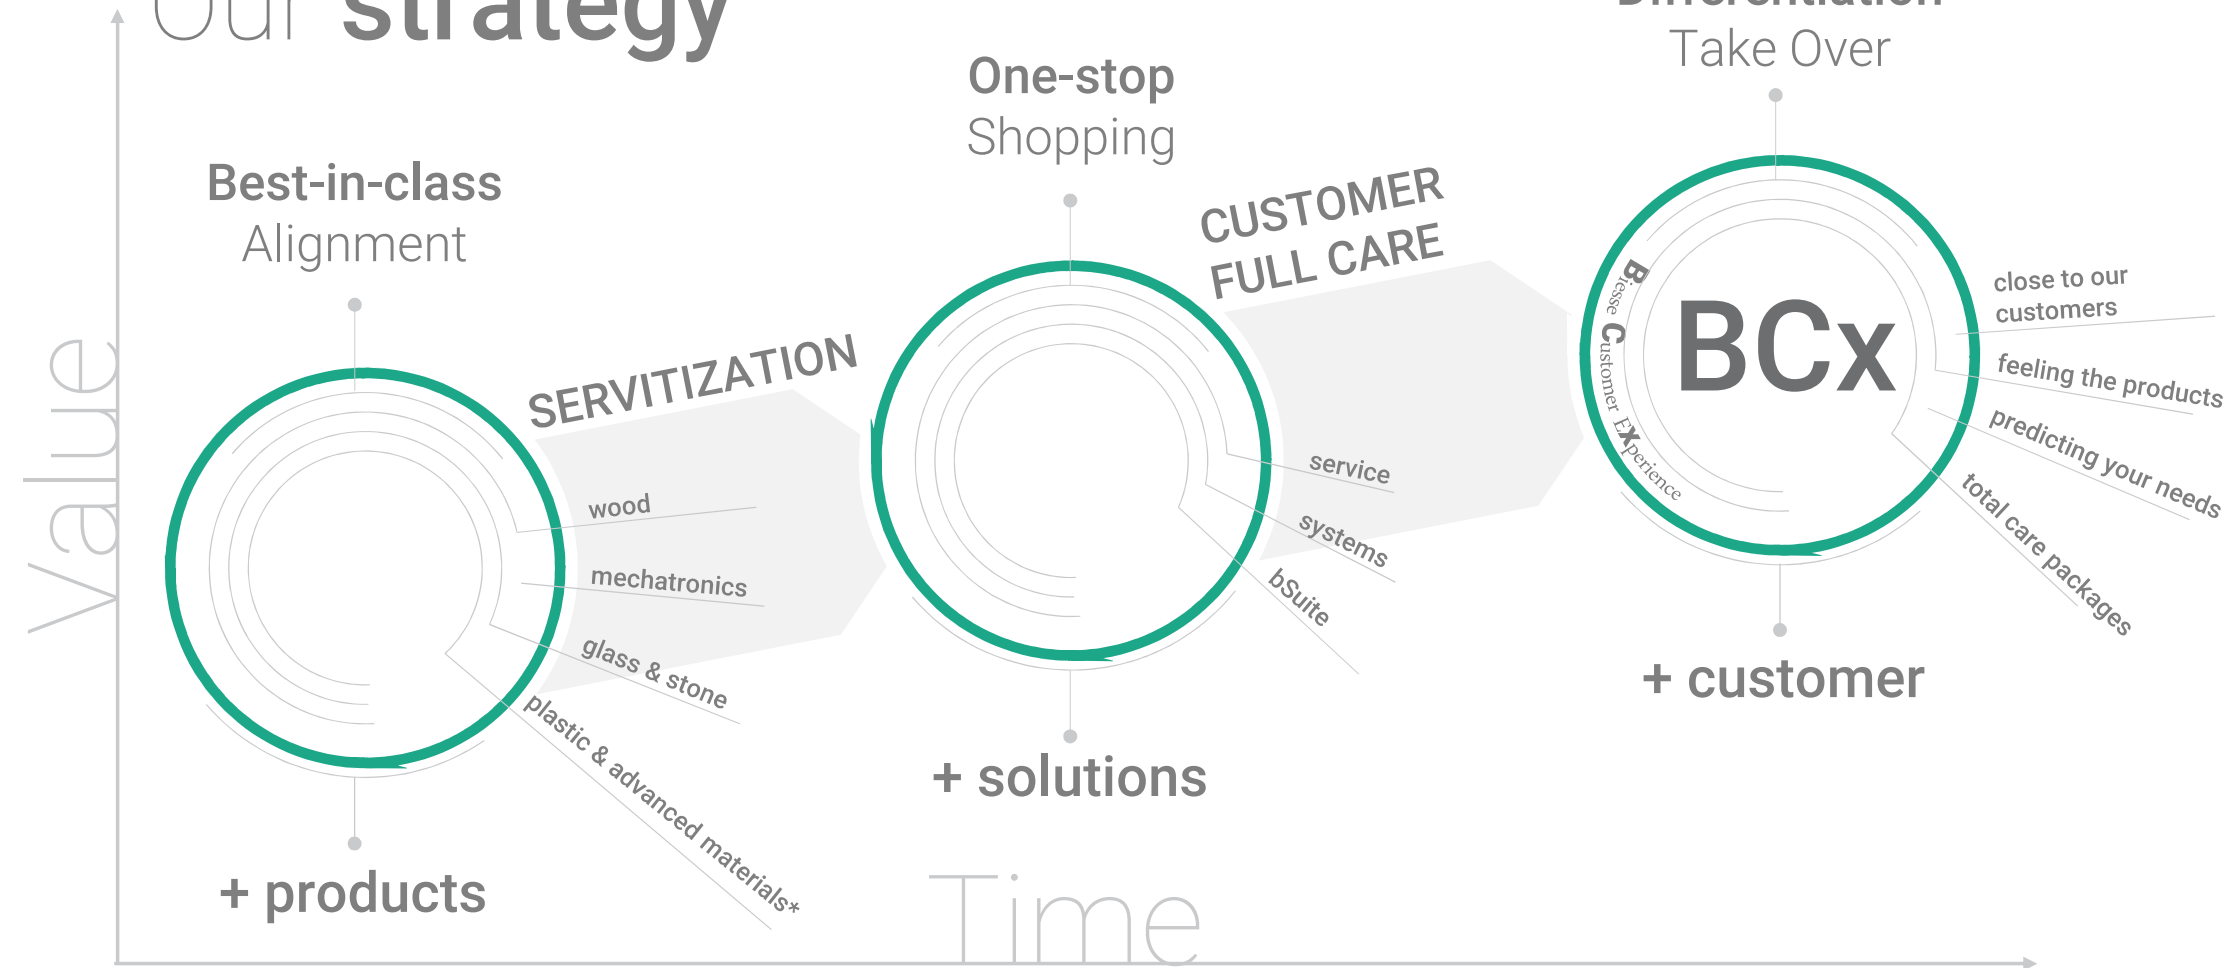 Our strategy
Value
Best-in-class
Alignment
+ products
wood
mechatronics
glass & stone
plastic & advanced materials*
SERVITIZATION
One-stop
Shopping
+ solutions
service
systems
bSuite
CUSTOMER
FULL CARE
Differentiation
Take Over
BCx
Biesse Customer Experience
+ customer
close to our
customers
feeling the products
predicting your needs
total care packages
Time